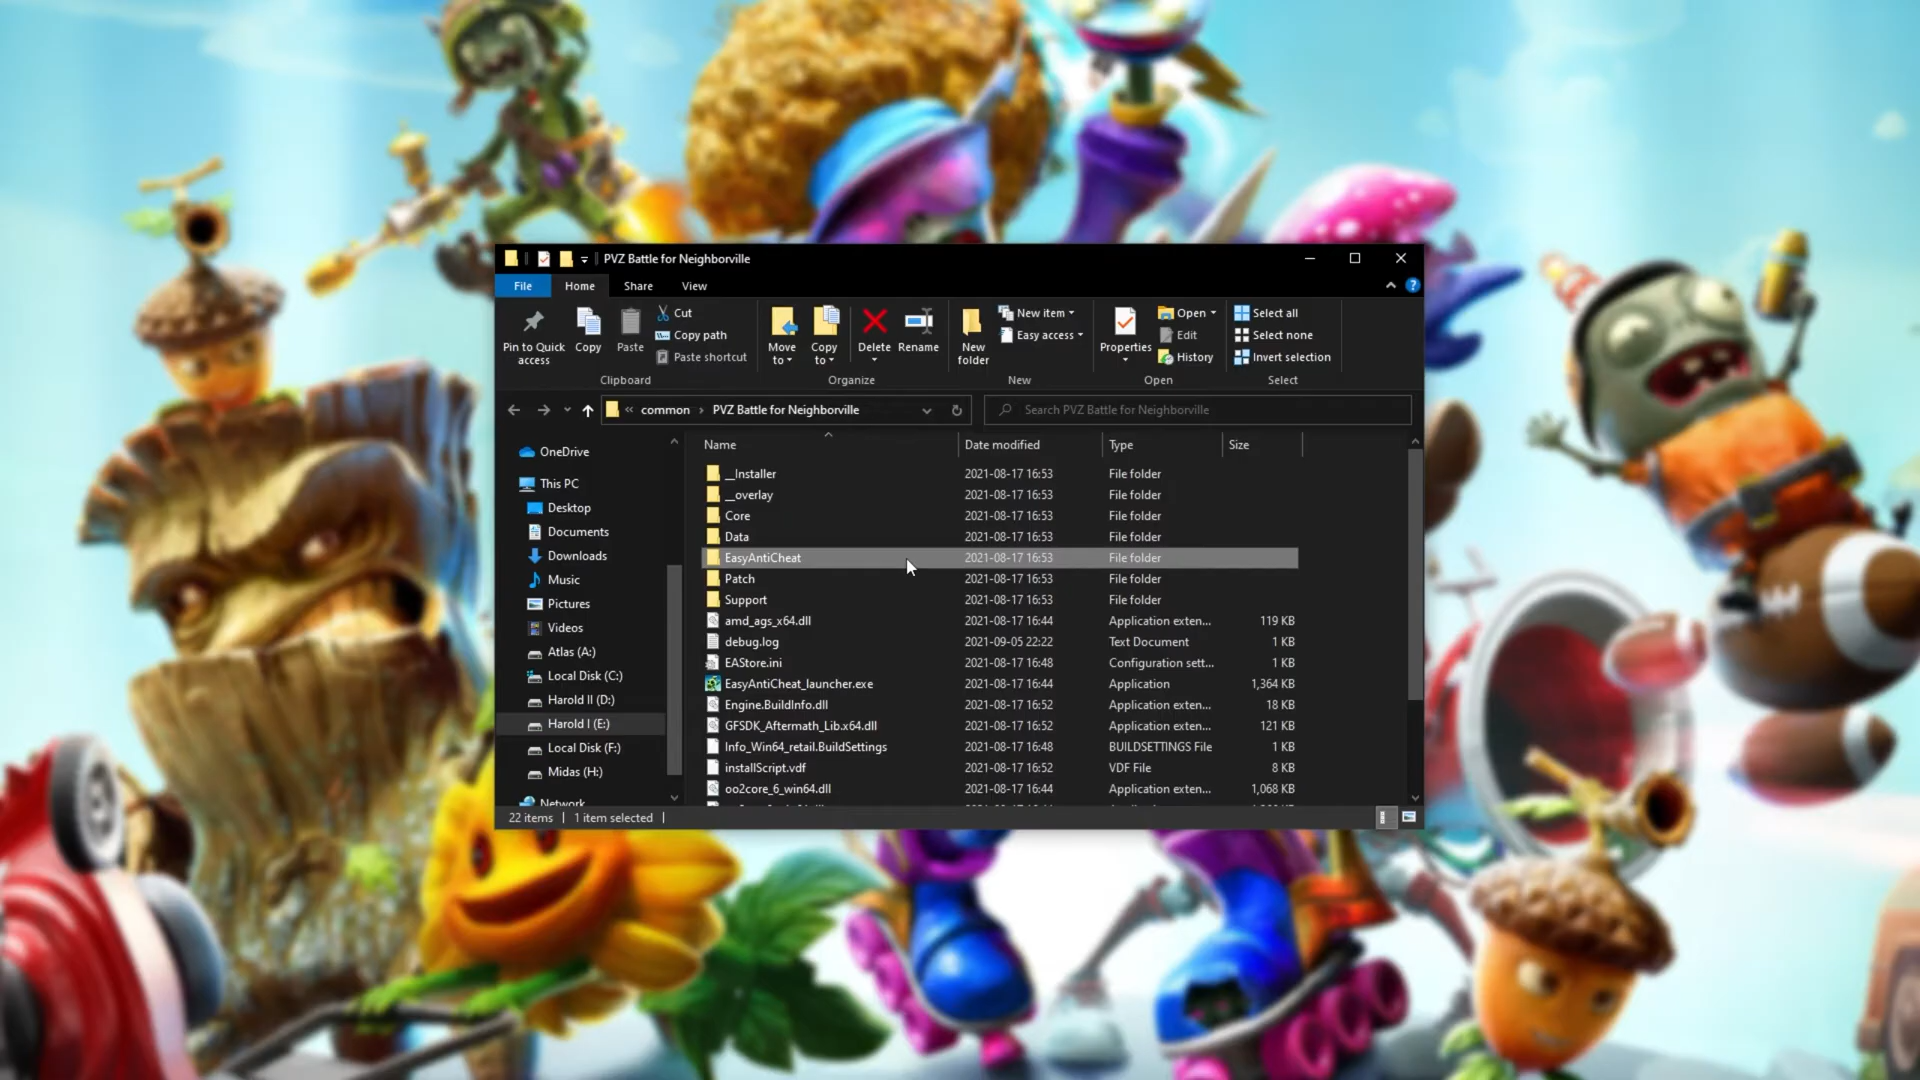 PVZ Battle for Neighborville
File Home Share View
Pin to Quick access
Copy
Paste
Cut
Copy path
Paste shortcut
Clipboard
Move to
Copy to
Delete
Rename
Organize
New folder
New item
Easy access
New
Properties
Open
Edit
History
Open
Select all
Select none
Invert selection
Select
« common › PVZ Battle for Neighborville
Search PVZ Battle for Neighborville
OneDrive
This PC
Desktop
Documents
Downloads
Music
Pictures
Videos
Atlas (A:)
Local Disk (C:)
Harold II (D:)
Harold I (E:)
Local Disk (F:)
Midas (H:)
Network
Name Date modified Type Size
__Installer 2021-08-17 16:53 File folder
__overlay 2021-08-17 16:53 File folder
Core 2021-08-17 16:53 File folder
Data 2021-08-17 16:53 File folder
EasyAntiCheat 2021-08-17 16:53 File folder
Patch 2021-08-17 16:53 File folder
Support 2021-08-17 16:53 File folder
amd_ags_x64.dll 2021-08-17 16:44 Application exten... 119 KB
debug.log 2021-09-05 22:22 Text Document 1 KB
EAStore.ini 2021-08-17 16:48 Configuration sett... 1 KB
EasyAntiCheat_launcher.exe 2021-08-17 16:44 Application 1,364 KB
Engine.BuildInfo.dll 2021-08-17 16:52 Application exten... 18 KB
GFSDK_Aftermath_Lib.x64.dll 2021-08-17 16:52 Application exten... 121 KB
Info_Win64_retail.BuildSettings 2021-08-17 16:48 BUILDSETTINGS File 1 KB
installScript.vdf 2021-08-17 16:52 VDF File 8 KB
oo2core_6_win64.dll 2021-08-17 16:44 Application exten... 1,068 KB
22 items 1 item selected